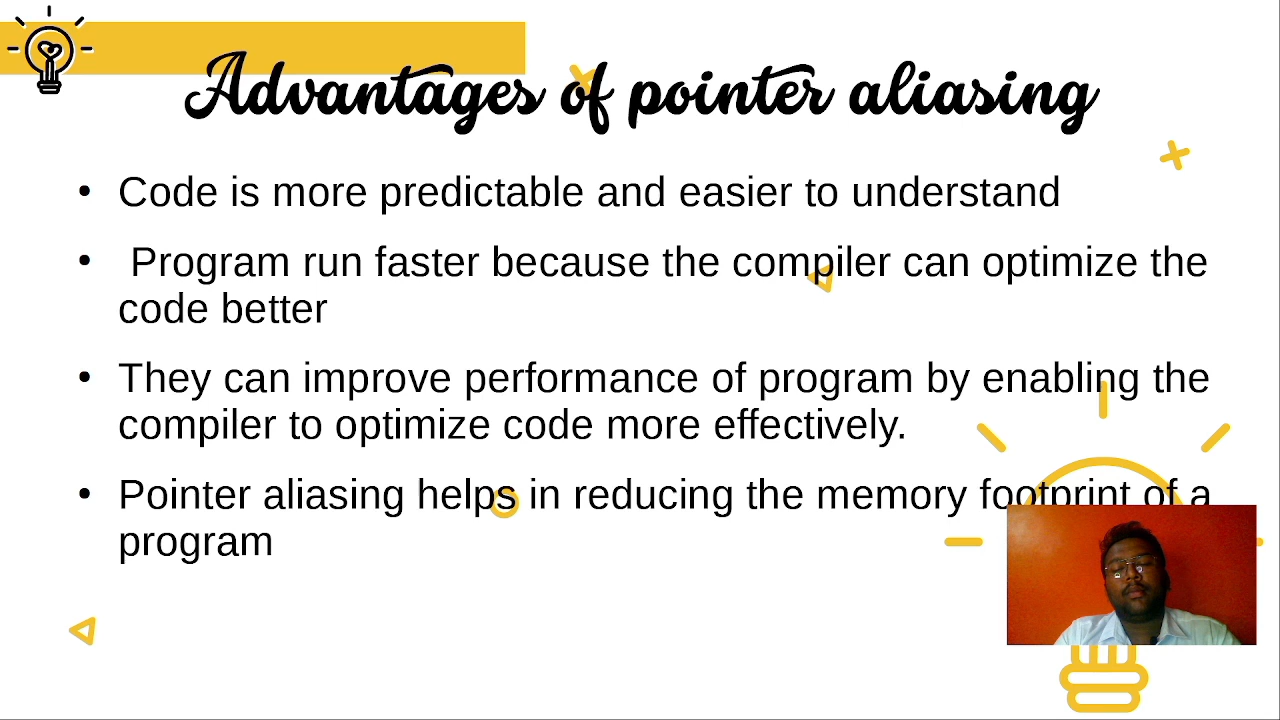 Advantages of pointer aliasing
• Code is more predictable and easier to understand
• Program run faster because the compiler can optimize the
code better
• They can improve performance of program by enabling the
compiler to optimize code more effectively.
• Pointer aliasing helps in reducing the memory footprint of a
program